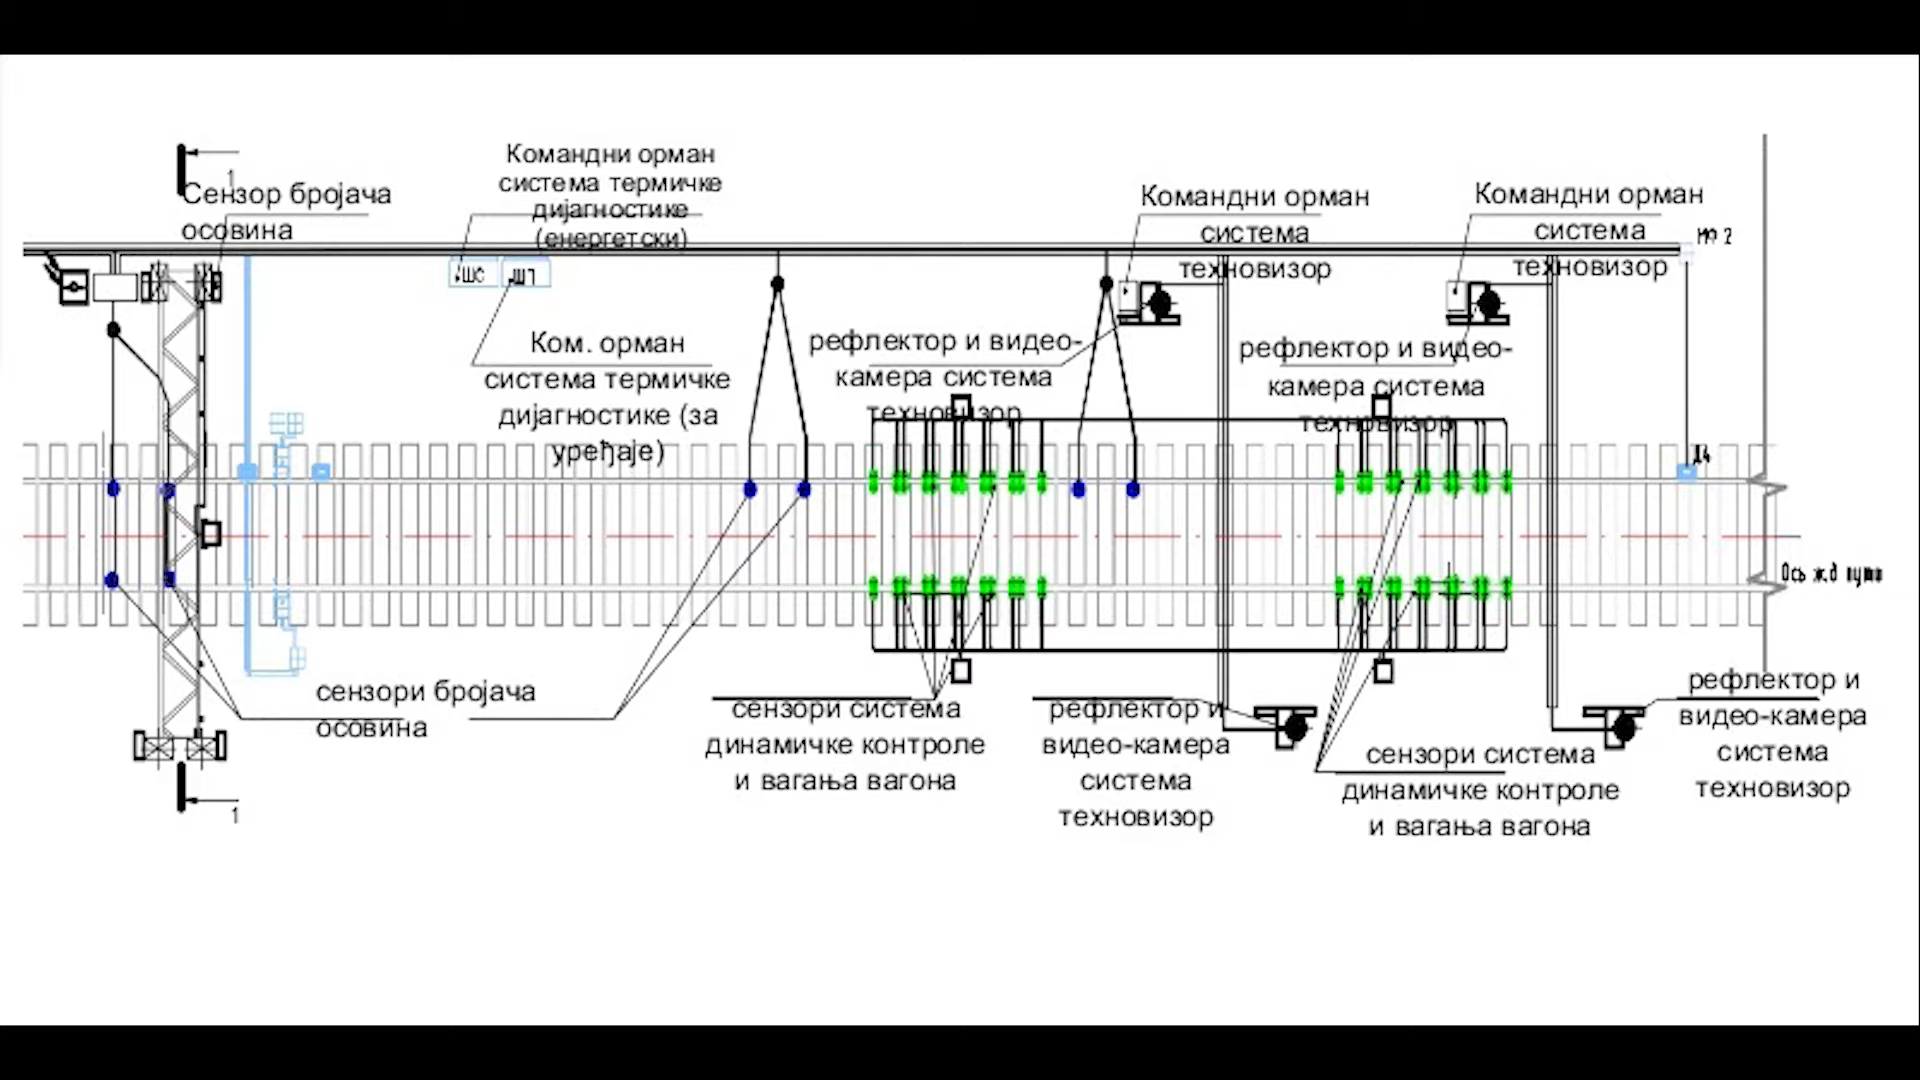 1
Сензор бројача
осовина
Командни орман
система термичке
дијагностике
(енергетски)
Ком. орман
система термичке
дијагностике (за
уређаје)
рефлектор и видео-
камера система
техновизор
Командни орман
система
техновизор
рефлектор и видео-
камера система
техновизор
Командни орман
система
техновизор
Ось ж.д пути
сензори бројача
осовина
1
сензори система
динамичке контроле
и вагања вагона
рефлектор и
видео-камера
система
техновизор
сензори система
динамичке контроле
и вагања вагона
рефлектор и
видео-камера
система
техновизор